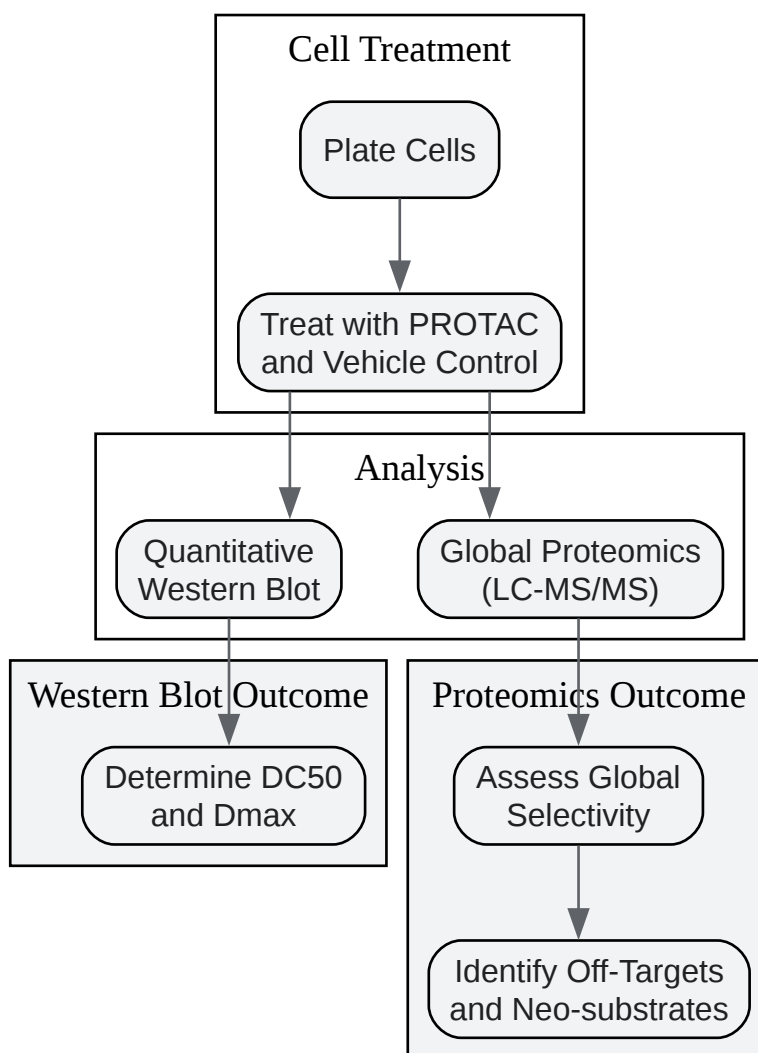 Cell Treatment
Plate Cells
Treat with PROTAC
and Vehicle Control
Analysis
Quantitative
Western Blot
Global Proteomics
(LC-MS/MS)
Western Blot Outcome
Determine DC50
and Dmax
Proteomics Outcome
Assess Global
Selectivity
Identify Off-Targets
and Neo-substrates